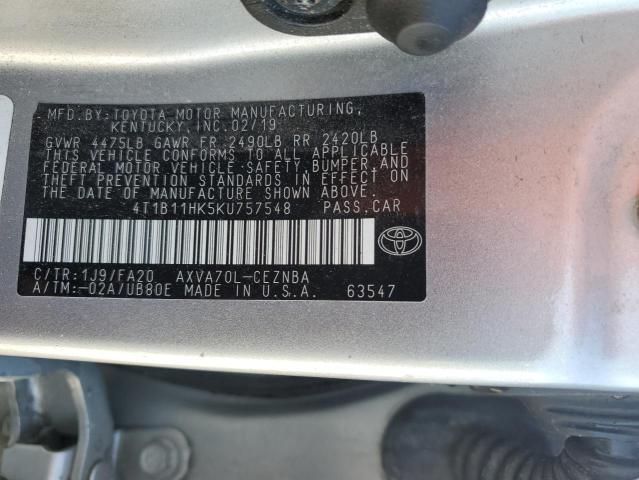 MFD.BY:TOYOTA MOTOR MANUFACTURING,
KENTUCKY, INC.02/19
GVWR 4475LB GAWR FR 2490LB RR 2420LB
THIS VEHICLE CONFORMS TO ALL APPLICABLE
FEDERAL MOTOR VEHICLE SAFETY,BUMPER,AND
THEFT PREVENTION STANDARDS IN EFFECT ON
THE DATE OF MANUFACTURE SHOWN ABOVE.
4T1B11HK5KU757548 PASS.CAR
C/TR:1J9/FA20 AXVA70L-CEZNBA
A/TM:-02A/UB80E MADE IN U.S.A. 63547